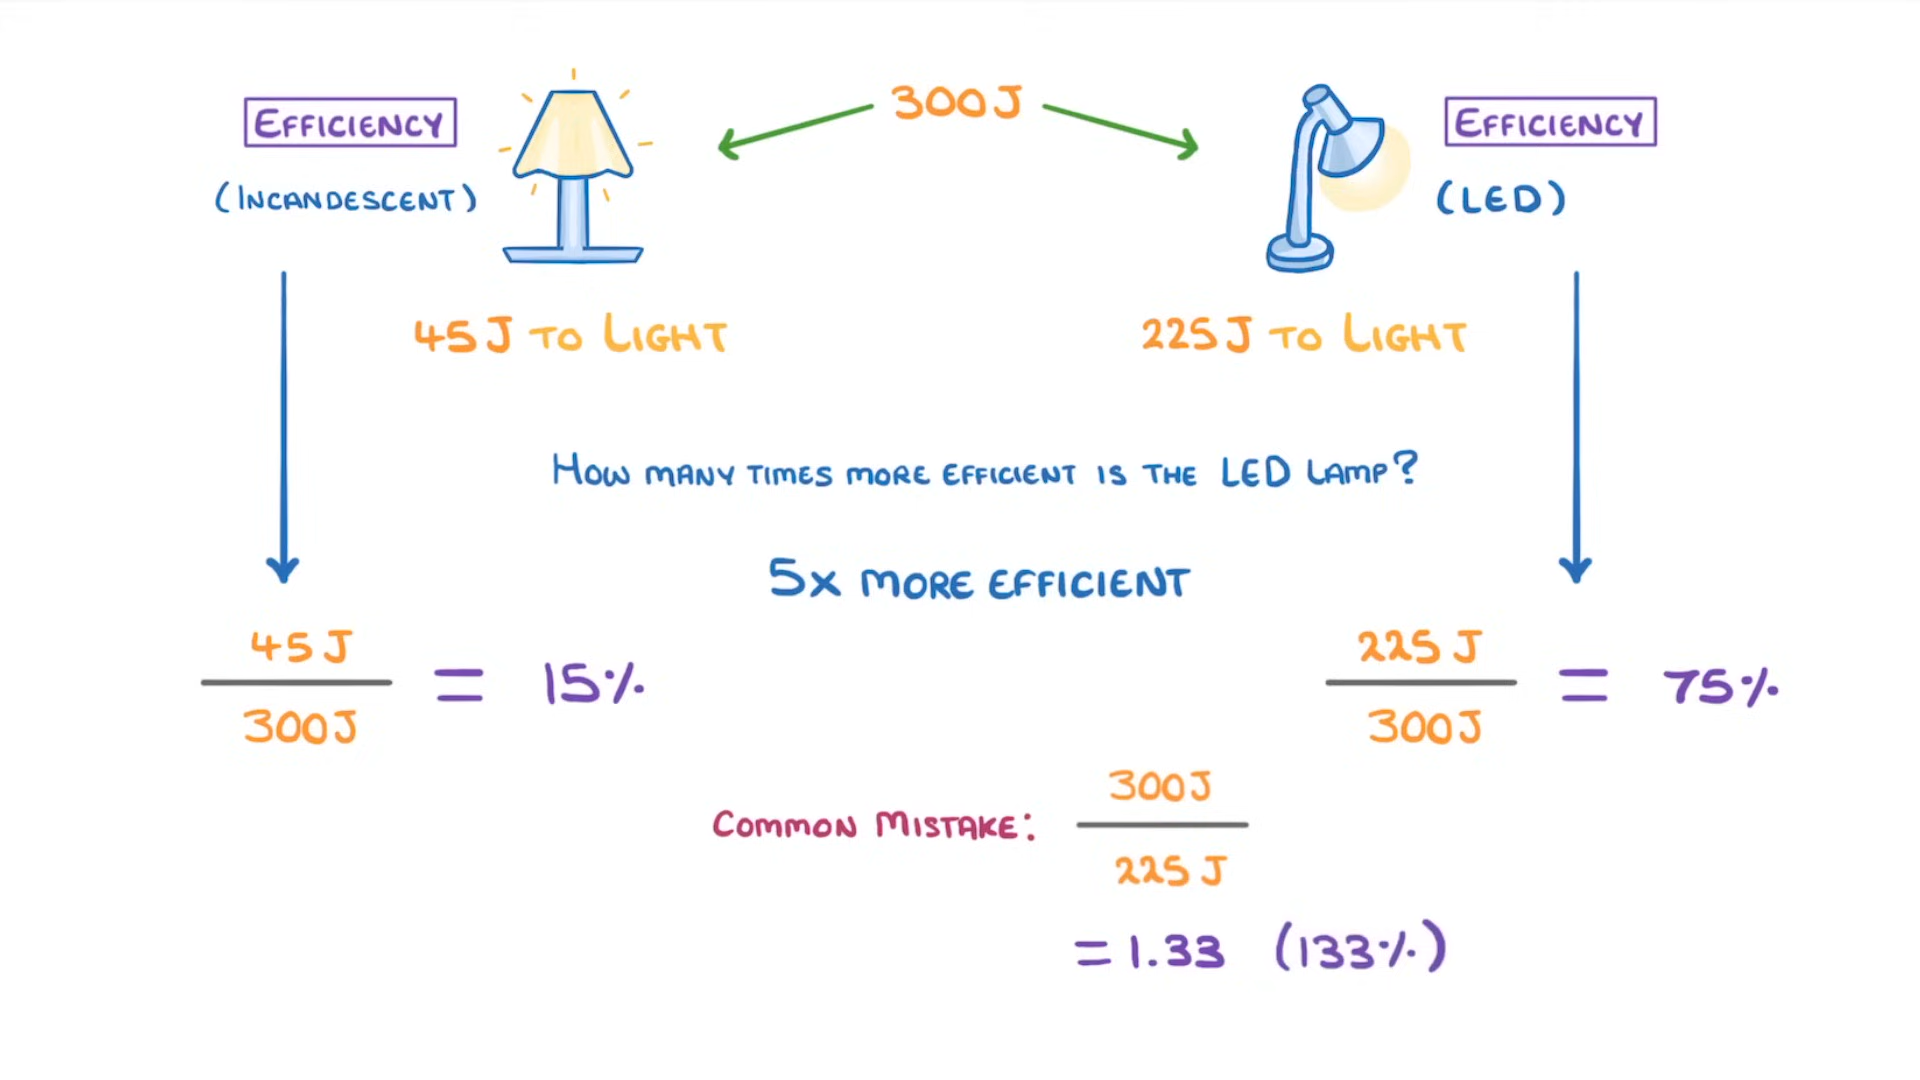 300J
EFFICIENCY
(INCANDESCENT)
EFFICIENCY
(LED)
45J TO LIGHT
225J TO LIGHT
HOW MANY TIMES MORE EFFICIENT IS THE LED LAMP?
5x MORE EFFICIENT
45J
300J
= 15%
225J
300J
= 75%
COMMON MISTAKE:
300J
225J
= 1.33 (133%)